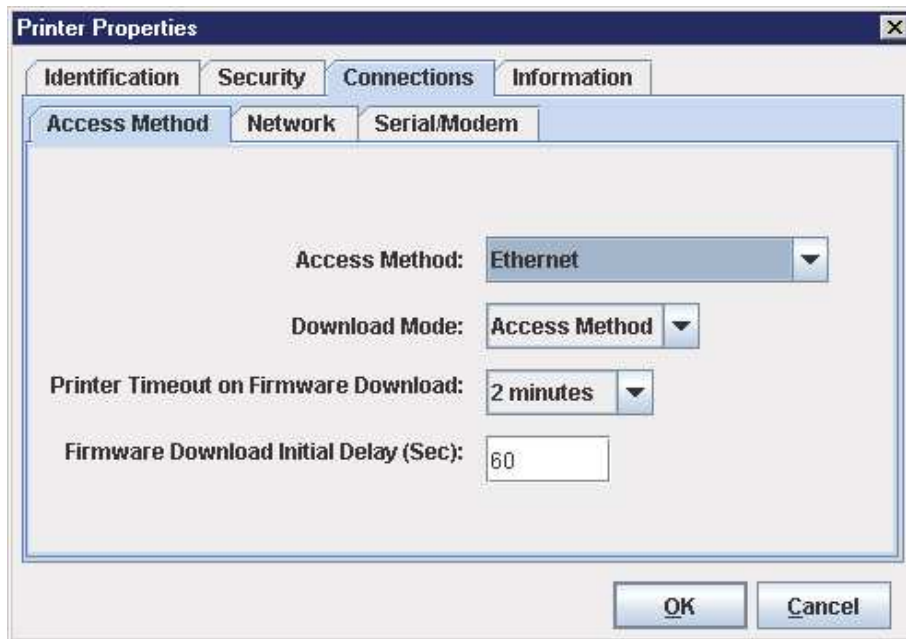 Printer Properties
Identification Security Connections Information
Access Method Network Serial/Modem
Access Method: Ethernet
Download Mode: Access Method
Printer Timeout on Firmware Download: 2 minutes
Firmware Download Initial Delay (Sec): 60
OK Cancel